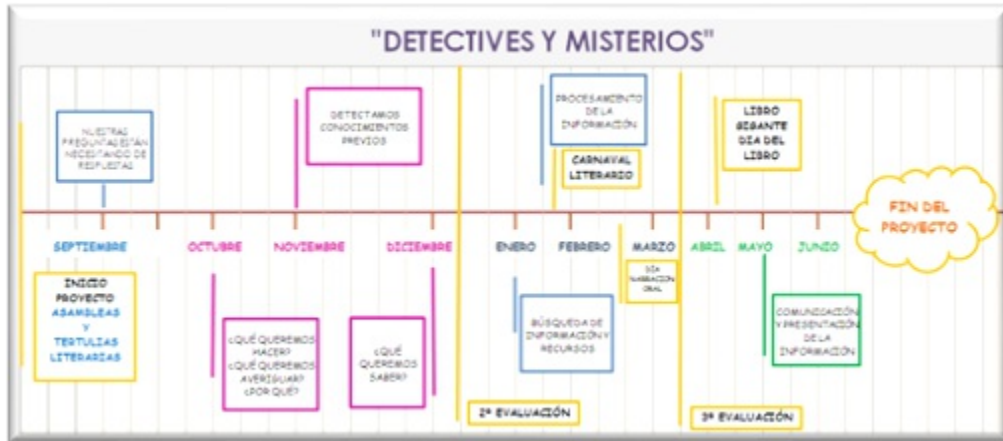 "DETECTIVES Y MISTERIOS"
NUESTRAS
PREGUNTAS ESTÁN
NECESITANDO DE
RESPUESTAS
DETECTAMOS
CONOCIMIENTOS
PREVIOS
PROCESAMIENTO
DE LA
INFORMACIÓN
CARNAVAL
LITERARIO
LIBRO
GIGANTE
DIA DEL
LIBRO
FIN DEL
PROYECTO
SEPTIEMBRE
OCTUBRE
NOVIEMBRE
DICIEMBRE
ENERO
FEBRERO
MARZO
ABRIL
MAYO
JUNIO
INICIO
PROYECTO
ASAMBLEAS
Y
TERTULIAS
LITERARIAS
¿QUÉ QUEREMOS
HACER?
¿QUÉ QUEREMOS
AVERIGUAR?
¿POR QUÉ?
¿QUÉ
QUEREMOS
SABER?
BÚSQUEDA DE
INFORMACIÓN Y
RECURSOS
DÍA
NARRACIÓN
ORAL
COMUNICACIÓN
Y PRESENTACIÓN
DE LA
INFORMACIÓN
2ª EVALUACIÓN
3ª EVALUACIÓN